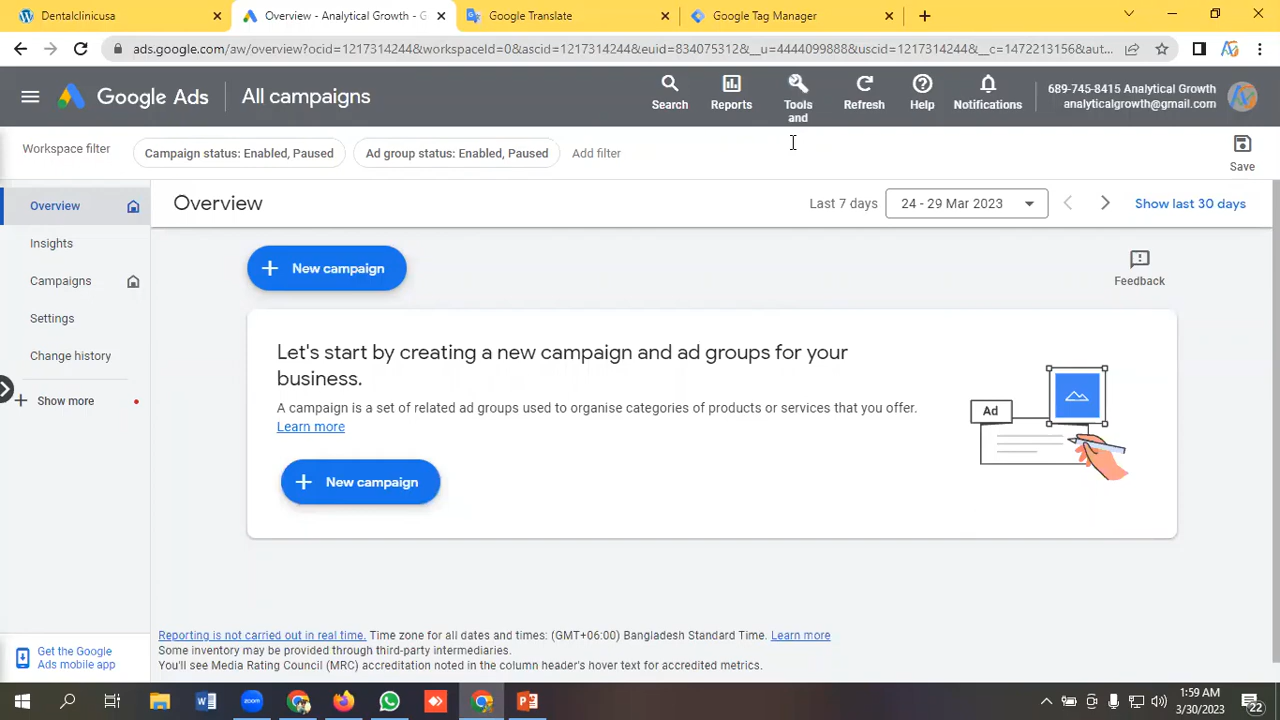 Dentalclinicusa
Overview - Analytical Growth - G
Google Translate
Google Tag Manager
ads.google.com/aw/overview?ocid=1217314244&workspaceId=0&ascid=1217314244&euid=834075312&__u=4444099888&uscid=1217314244&__c=1472213156&aut...
Google Ads
All campaigns
Search
Reports
Tools and
Refresh
Help
Notifications
689-745-8415 Analytical Growth
analyticalgrowth@gmail.com
Workspace filter
Campaign status: Enabled, Paused
Ad group status: Enabled, Paused
Add filter
Save
Overview
Insights
Campaigns
Settings
Change history
Show more
Get the Google
Ads mobile app
Overview
Last 7 days
24 - 29 Mar 2023
Show last 30 days
New campaign
Feedback
Let's start by creating a new campaign and ad groups for your
business.
A campaign is a set of related ad groups used to organise categories of products or services that you offer.
Learn more
New campaign
Ad
Reporting is not carried out in real time. Time zone for all dates and times: (GMT+06:00) Bangladesh Standard Time. Learn more
Some inventory may be provided through third-party intermediaries.
You'll see Media Rating Council (MRC) accreditation noted in the column header's hover text for accredited metrics.
1:59 AM
3/30/2023
22